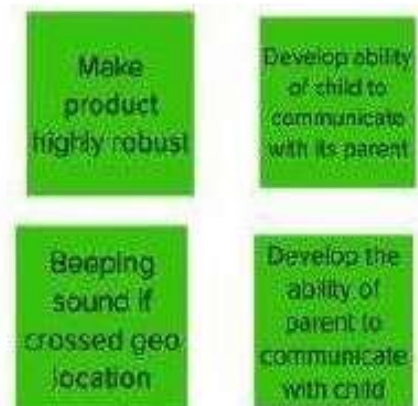 Make
product
highly robust
Develop ability
of child to
communicate
with its parent
Beeping
sound if
crossed geo
location
Develop the
ability of
parent to
communicate
with child